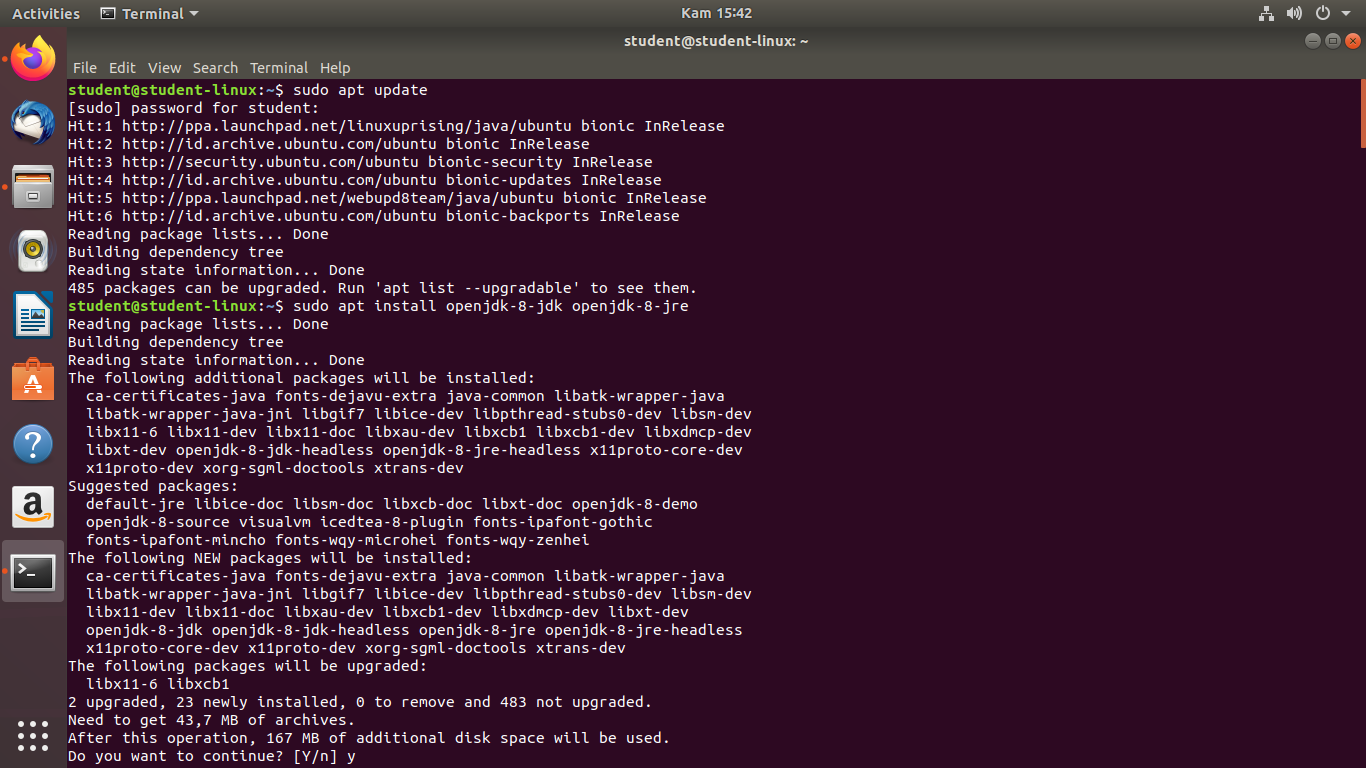 Activities Terminal Kam 15:42
student@student-linux: ~
File Edit View Search Terminal Help
student@student-linux:~$ sudo apt update
[sudo] password for student:
Hit:1 http://ppa.launchpad.net/linuxuprising/java/ubuntu bionic InRelease
Hit:2 http://id.archive.ubuntu.com/ubuntu bionic InRelease
Hit:3 http://security.ubuntu.com/ubuntu bionic-security InRelease
Hit:4 http://id.archive.ubuntu.com/ubuntu bionic-updates InRelease
Hit:5 http://ppa.launchpad.net/webupd8team/java/ubuntu bionic InRelease
Hit:6 http://id.archive.ubuntu.com/ubuntu bionic-backports InRelease
Reading package lists... Done
Building dependency tree
Reading state information... Done
485 packages can be upgraded. Run 'apt list --upgradable' to see them.
student@student-linux:~$ sudo apt install openjdk-8-jdk openjdk-8-jre
Reading package lists... Done
Building dependency tree
Reading state information... Done
The following additional packages will be installed:
  ca-certificates-java fonts-dejavu-extra java-common libatk-wrapper-java
  libatk-wrapper-java-jni libgif7 libice-dev libpthread-stubs0-dev libsm-dev
  libx11-6 libx11-dev libx11-doc libxau-dev libxcb1 libxcb1-dev libxdmcp-dev
  libxt-dev openjdk-8-jdk-headless openjdk-8-jre-headless x11proto-core-dev
  x11proto-dev xorg-sgml-doctools xtrans-dev
Suggested packages:
  default-jre libice-doc libsm-doc libxcb-doc libxt-doc openjdk-8-demo
  openjdk-8-source visualvm icedtea-8-plugin fonts-ipafont-gothic
  fonts-ipafont-mincho fonts-wqy-microhei fonts-wqy-zenhei
The following NEW packages will be installed:
  ca-certificates-java fonts-dejavu-extra java-common libatk-wrapper-java
  libatk-wrapper-java-jni libgif7 libice-dev libpthread-stubs0-dev libsm-dev
  libx11-dev libx11-doc libxau-dev libxcb1-dev libxdmcp-dev libxt-dev
  openjdk-8-jdk openjdk-8-jdk-headless openjdk-8-jre openjdk-8-jre-headless
  x11proto-core-dev x11proto-dev xorg-sgml-doctools xtrans-dev
The following packages will be upgraded:
  libx11-6 libxcb1
2 upgraded, 23 newly installed, 0 to remove and 483 not upgraded.
Need to get 43,7 MB of archives.
After this operation, 167 MB of additional disk space will be used.
Do you want to continue? [Y/n] y